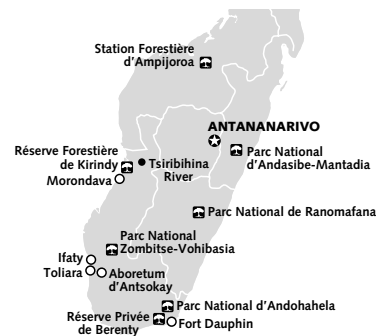 Station Forestière
d'Ampijoroa
ANTANANARIVO
Parc National
d'Andasibe-Mantadia
Réserve Forestière
de Kirindy
Tsiribihina
River
Morondava
Parc National de Ranomafana
Parc National
Zombitse-Vohibasia
Ifaty
Toliara
Aboretum
d'Antsokay
Parc National d'Andohahela
Réserve Privée
de Berenty
Fort Dauphin